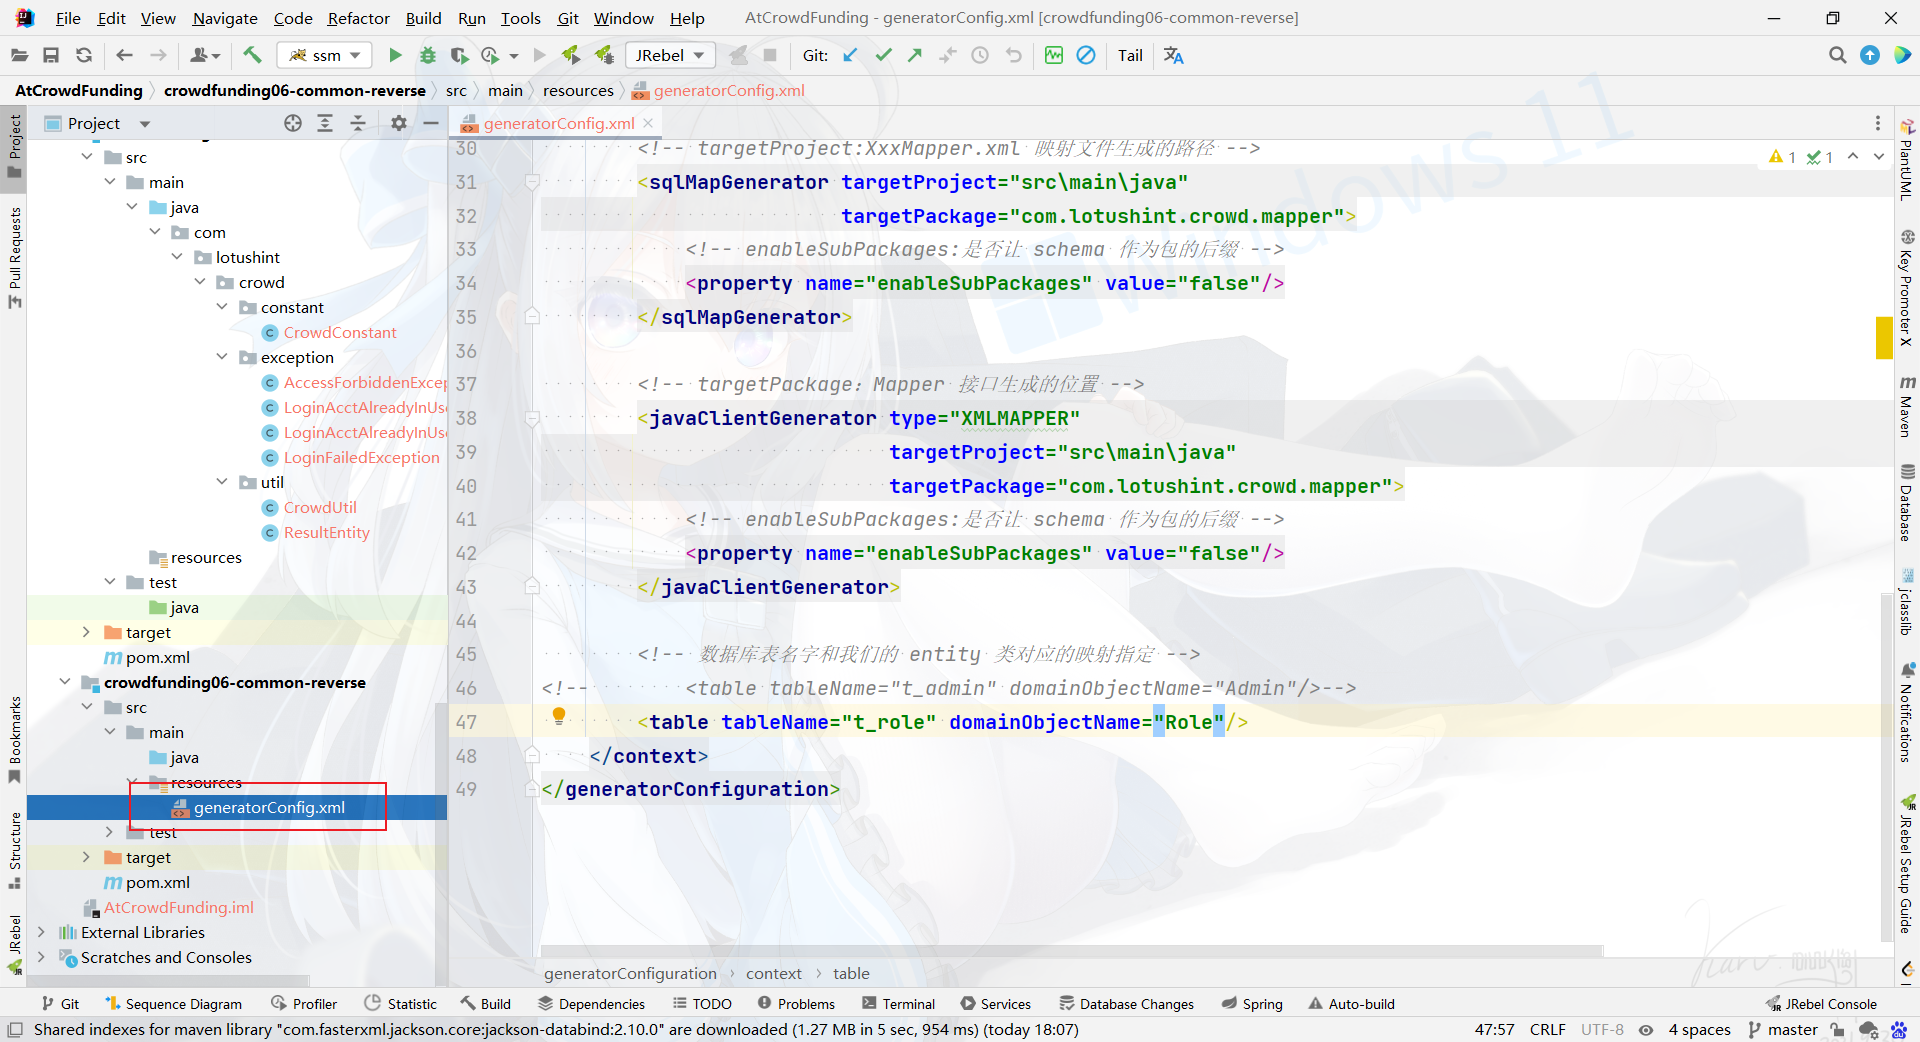 File Edit View Navigate Code Refactor Build Run Tools Git Window Help AtCrowdFunding - generatorConfig.xml [crowdfunding06-common-reverse]
ssm JRebel Git: Tail
AtCrowdFunding crowdfunding06-common-reverse src main resources generatorConfig.xml
Project generatorConfig.xml
Project
Pull Requests
Bookmarks
Structure
JRebel
src
main
java
com
lotushint
crowd
constant
CrowdConstant
exception
AccessForbiddenExcep
LoginAcctAlreadyInUse
LoginAcctAlreadyInUse
LoginFailedException
util
CrowdUtil
ResultEntity
resources
test
java
target
pom.xml
crowdfunding06-common-reverse
src
main
java
resources
generatorConfig.xml
test
target
pom.xml
AtCrowdFunding.iml
External Libraries
Scratches and Consoles
30 <!-- targetProject:XxxMapper.xml 映射文件生成的路径 -->
31 <sqlMapGenerator targetProject="src\main\java"
32 targetPackage="com.lotushint.crowd.mapper">
33 <!-- enableSubPackages:是否让 schema 作为包的后缀 -->
34 <property name="enableSubPackages" value="false"/>
35 </sqlMapGenerator>
36
37 <!-- targetPackage: Mapper 接口生成的位置 -->
38 <javaClientGenerator type="XMLMAPPER"
39 targetProject="src\main\java"
40 targetPackage="com.lotushint.crowd.mapper">
41 <!-- enableSubPackages:是否让 schema 作为包的后缀 -->
42 <property name="enableSubPackages" value="false"/>
43 </javaClientGenerator>
44
45 <!-- 数据库表名字和我们的 entity 类对应的映射指定 -->
46 <!-- <table tableName="t_admin" domainObjectName="Admin"/>-->
47 <table tableName="t_role" domainObjectName="Role"/>
48 </context>
49 </generatorConfiguration>
1 1
Windows 11
PlantUML
Key Promoter X
Maven
Database
jclasslib
Notifications
JRebel Setup Guide
generatorConfiguration context table
Git Sequence Diagram Profiler Statistic Build Dependencies TODO Problems Terminal Services Database Changes Spring Auto-build JRebel Console
Shared indexes for maven library "com.fasterxml.jackson.core:jackson-databind:2.10.0" are downloaded (1.27 MB in 5 sec, 954 ms) (today 18:07) 47:57 CRLF UTF-8 4 spaces master